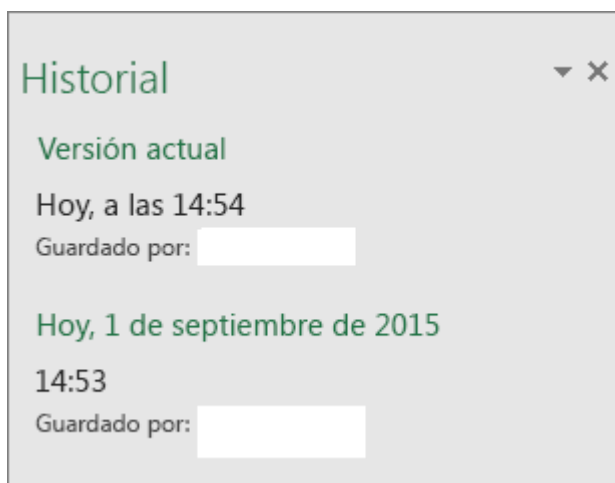 Historial
Versión actual
Hoy, a las 14:54
Guardado por:
Hoy, 1 de septiembre de 2015
14:53
Guardado por: